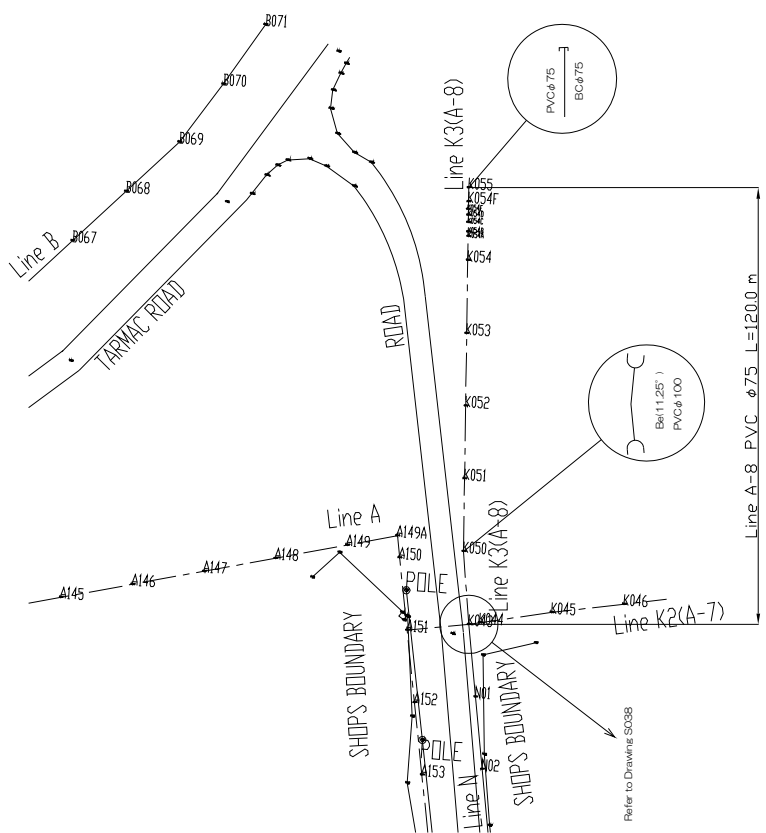 B071
B070
B069
B068
B067
Line B
TARMAC ROAD
ROAD
PVCφ75
BCφ75
Line K3(A-8)
K055
K054F
K054
K053
K052
K051
K050
Be(11.25°)
PVCφ100
Line A-8 PVC φ75 L=120.0 m
Line A
A149A
A150
A149
A148
A147
A146
A145
POLE
A151
A152
POLE
A153
SHOPS BOUNDARY
Line K3(A-8)
K044
K045
K046
Line K2(A-7)
N01
N02
Line N
SHOPS BOUNDARY
Refer to Drawing S038